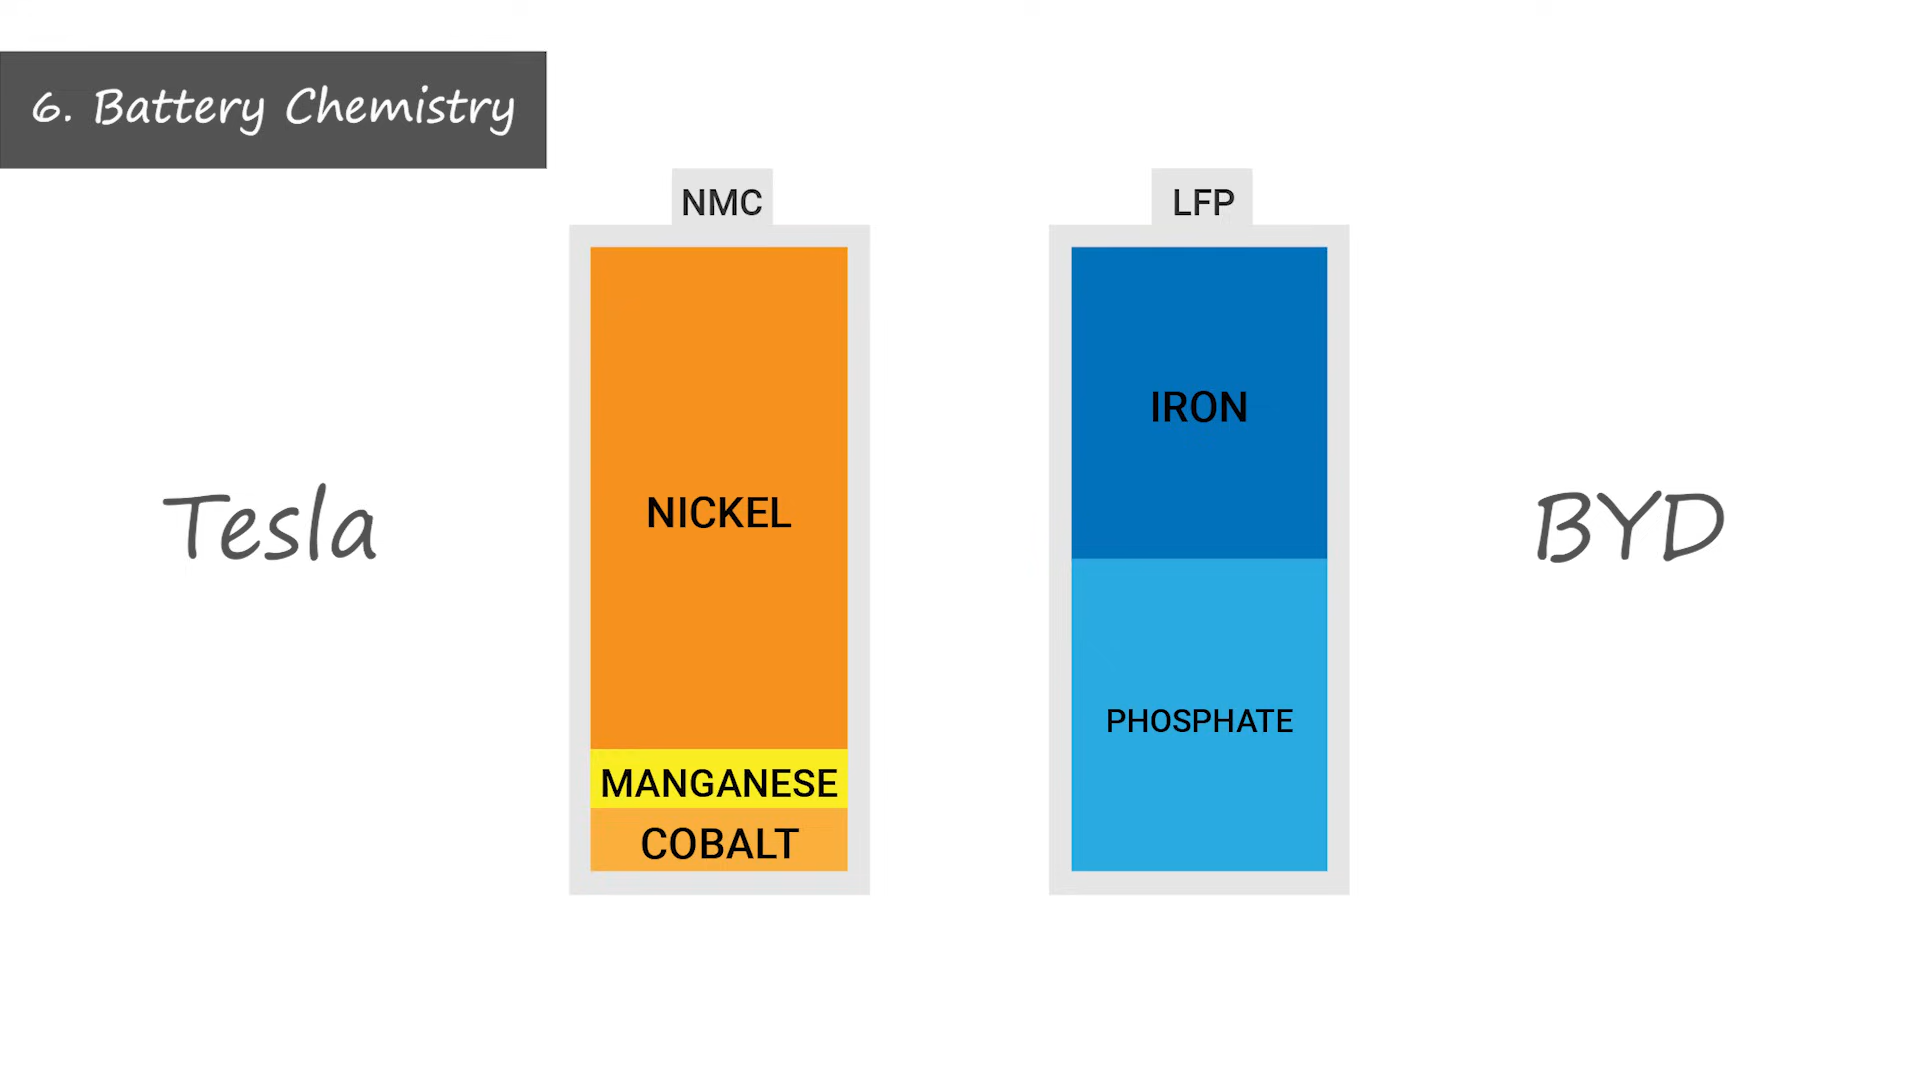 6. Battery Chemistry
NMC
LFP
IRON
NICKEL
Tesla
BYD
PHOSPHATE
MANGANESE
COBALT